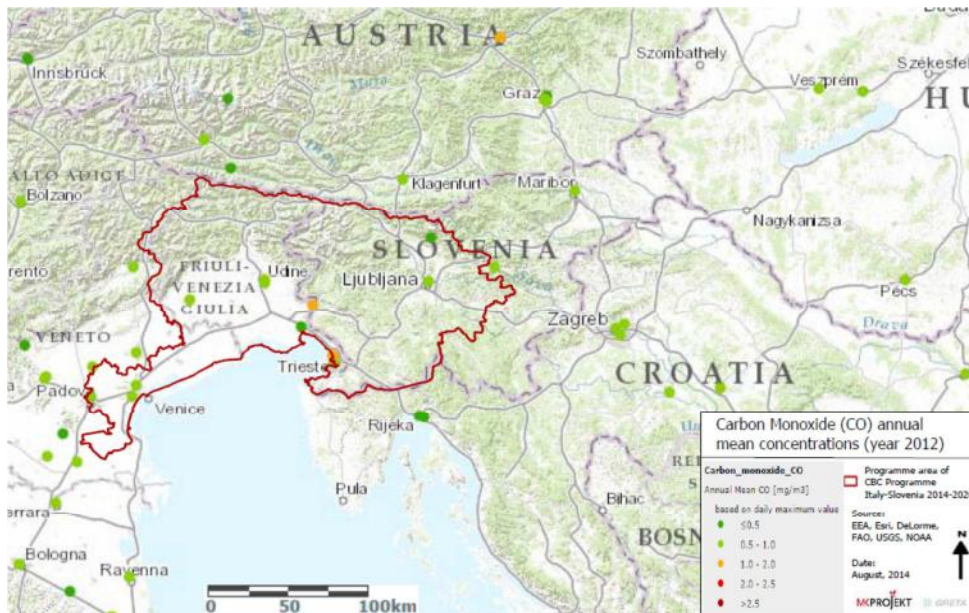 AUSTRIA
Innsbruck
Szombathely
Székesfel
Veszprem
Graz
HU
Mura
ALTO ADIGE
Bolzano
Klagenfurt
Maribor
Nagykanizsa
SLOVENIA
FRIULI-
VENEZIA
GIULIA
Udine
Ljubljana
Pécs
Drava
Zagreb
VENETO
Trieste
CROATIA
Padov
Venice
Rijeka
Pula
Bihac
BOSN
errara
Bologna
Ravenna
0 50 100km
Carbon Monoxide (CO) annual
mean concentrations (year 2012)
Carbon_monoxide_CO
Annual Mean CO [mg/m3]
based on daily maximum value
≤0.5
0.5 - 1.0
1.0 - 2.0
2.0 - 2.5
>2.5
Programme area of
CBC Programme
Italy-Slovenia 2014-202
Source:
EEA, Esri, DeLorme,
FAO, USGS, NOAA
N
Date:
August, 2014
MKPROJEKT